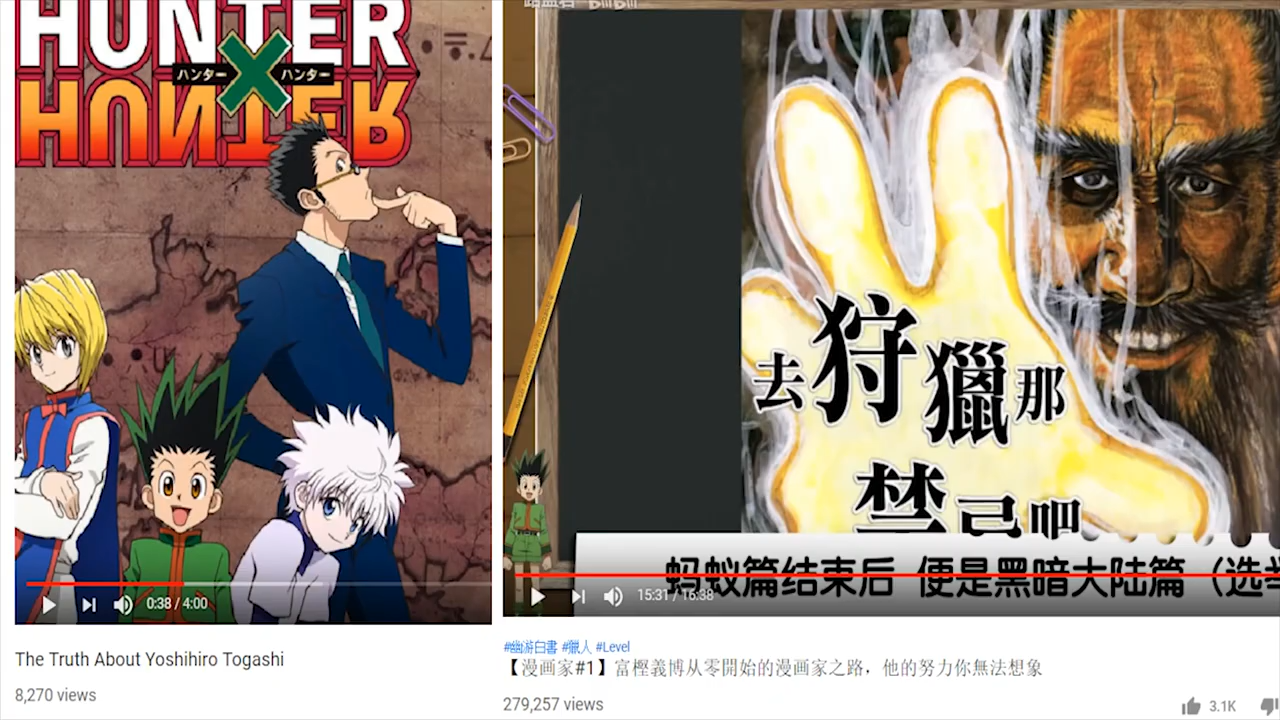 HUNTER
ハンター × ハンター
HUNTER
0:38 / 4:00
The Truth About Yoshihiro Togashi
8,270 views
去狩獵那
禁忌吧
蚂蚁篇结束后 便是黑暗大陆篇（选举
15:31 / 16:38
#幽游白書 #獵人 #Level
【漫画家#1】富樫義博从零開始的漫画家之路，他的努力你無法想象
279,257 views
3.1K